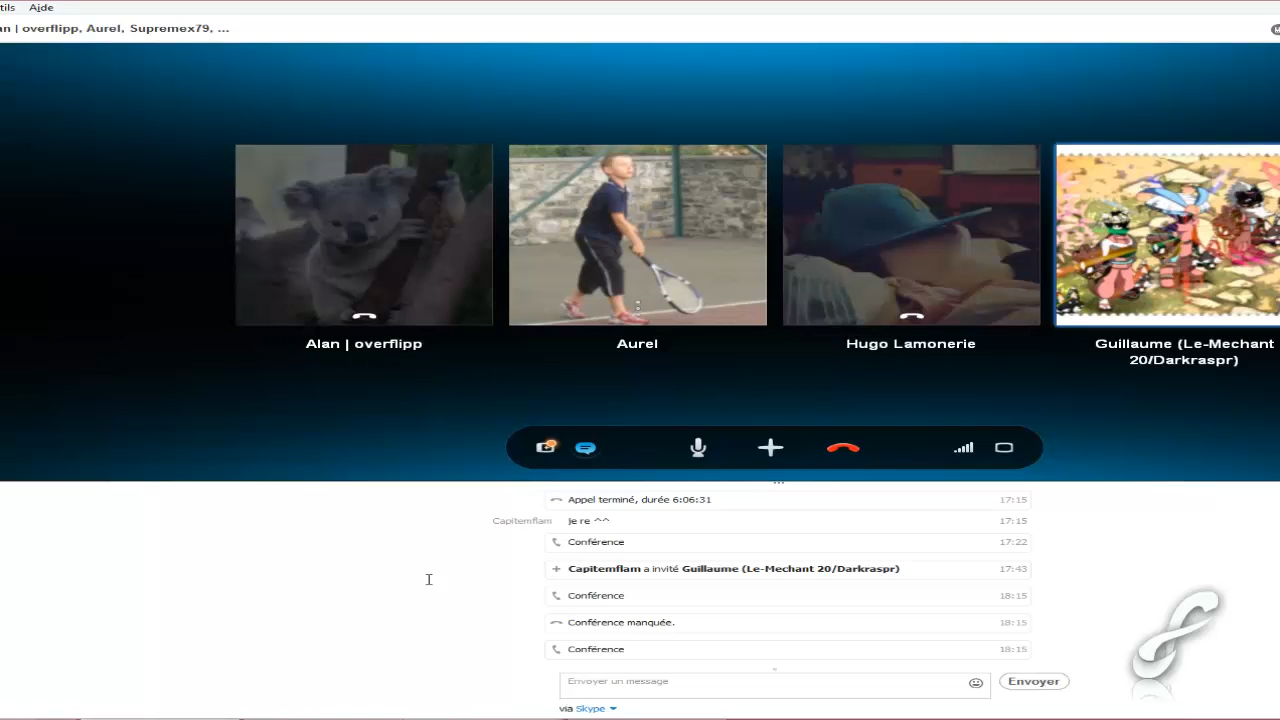 tils Aide
an | overflipp, Aurel, Supremex79, ...
Alan | overflipp
Aurel
Hugo Lamonerie
Guillaume (Le-Mechant
20/Darkraspr)
Appel terminé, durée 6:06:31 17:15
Capitemflam je re ^^ 17:15
Conférence 17:22
Capitemflam a invité Guillaume (Le-Mechant 20/Darkraspr) 17:43
Conférence 18:15
Conférence manquée. 18:15
Conférence 18:15
Envoyer un message
Envoyer
via Skype